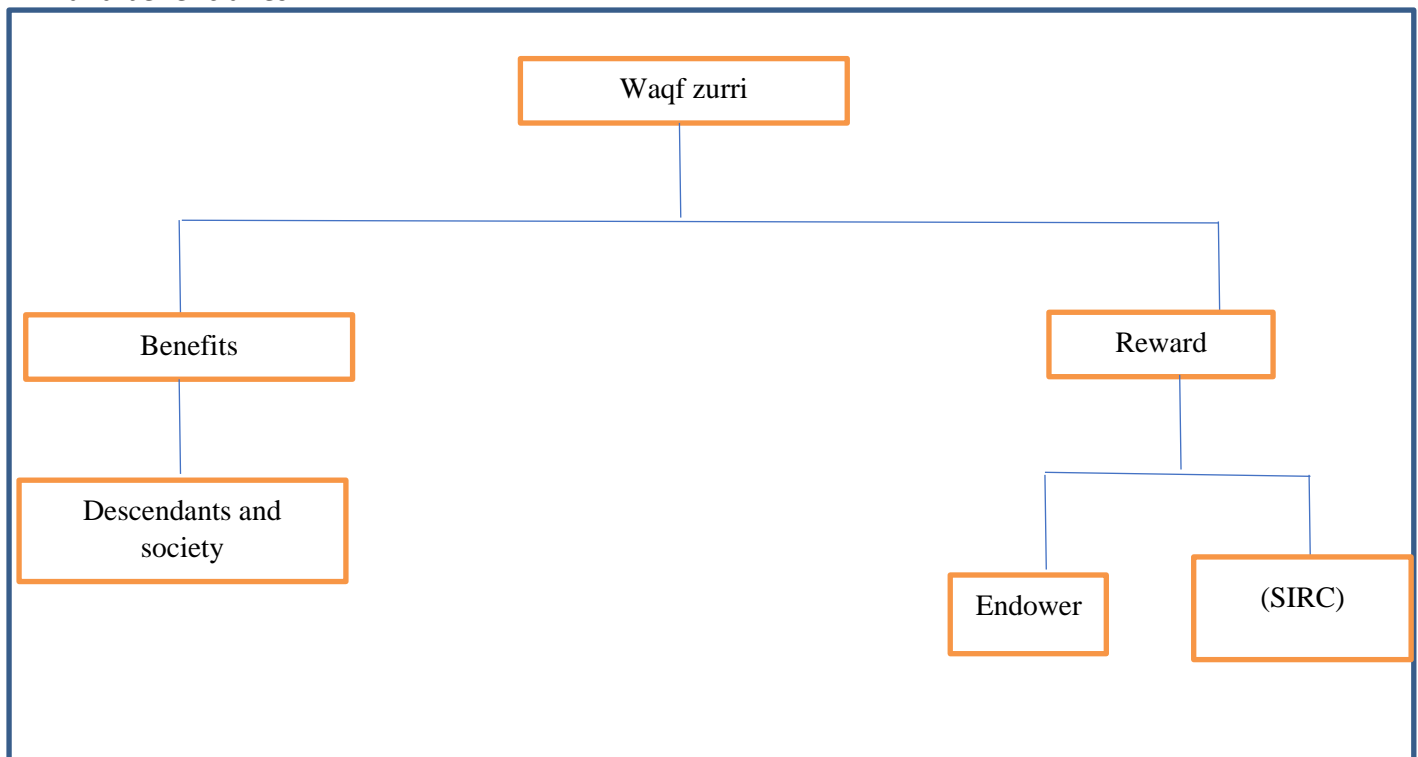 Waqf zurri
Benefits
Reward
Descendants and
society
Endower
(SIRC)